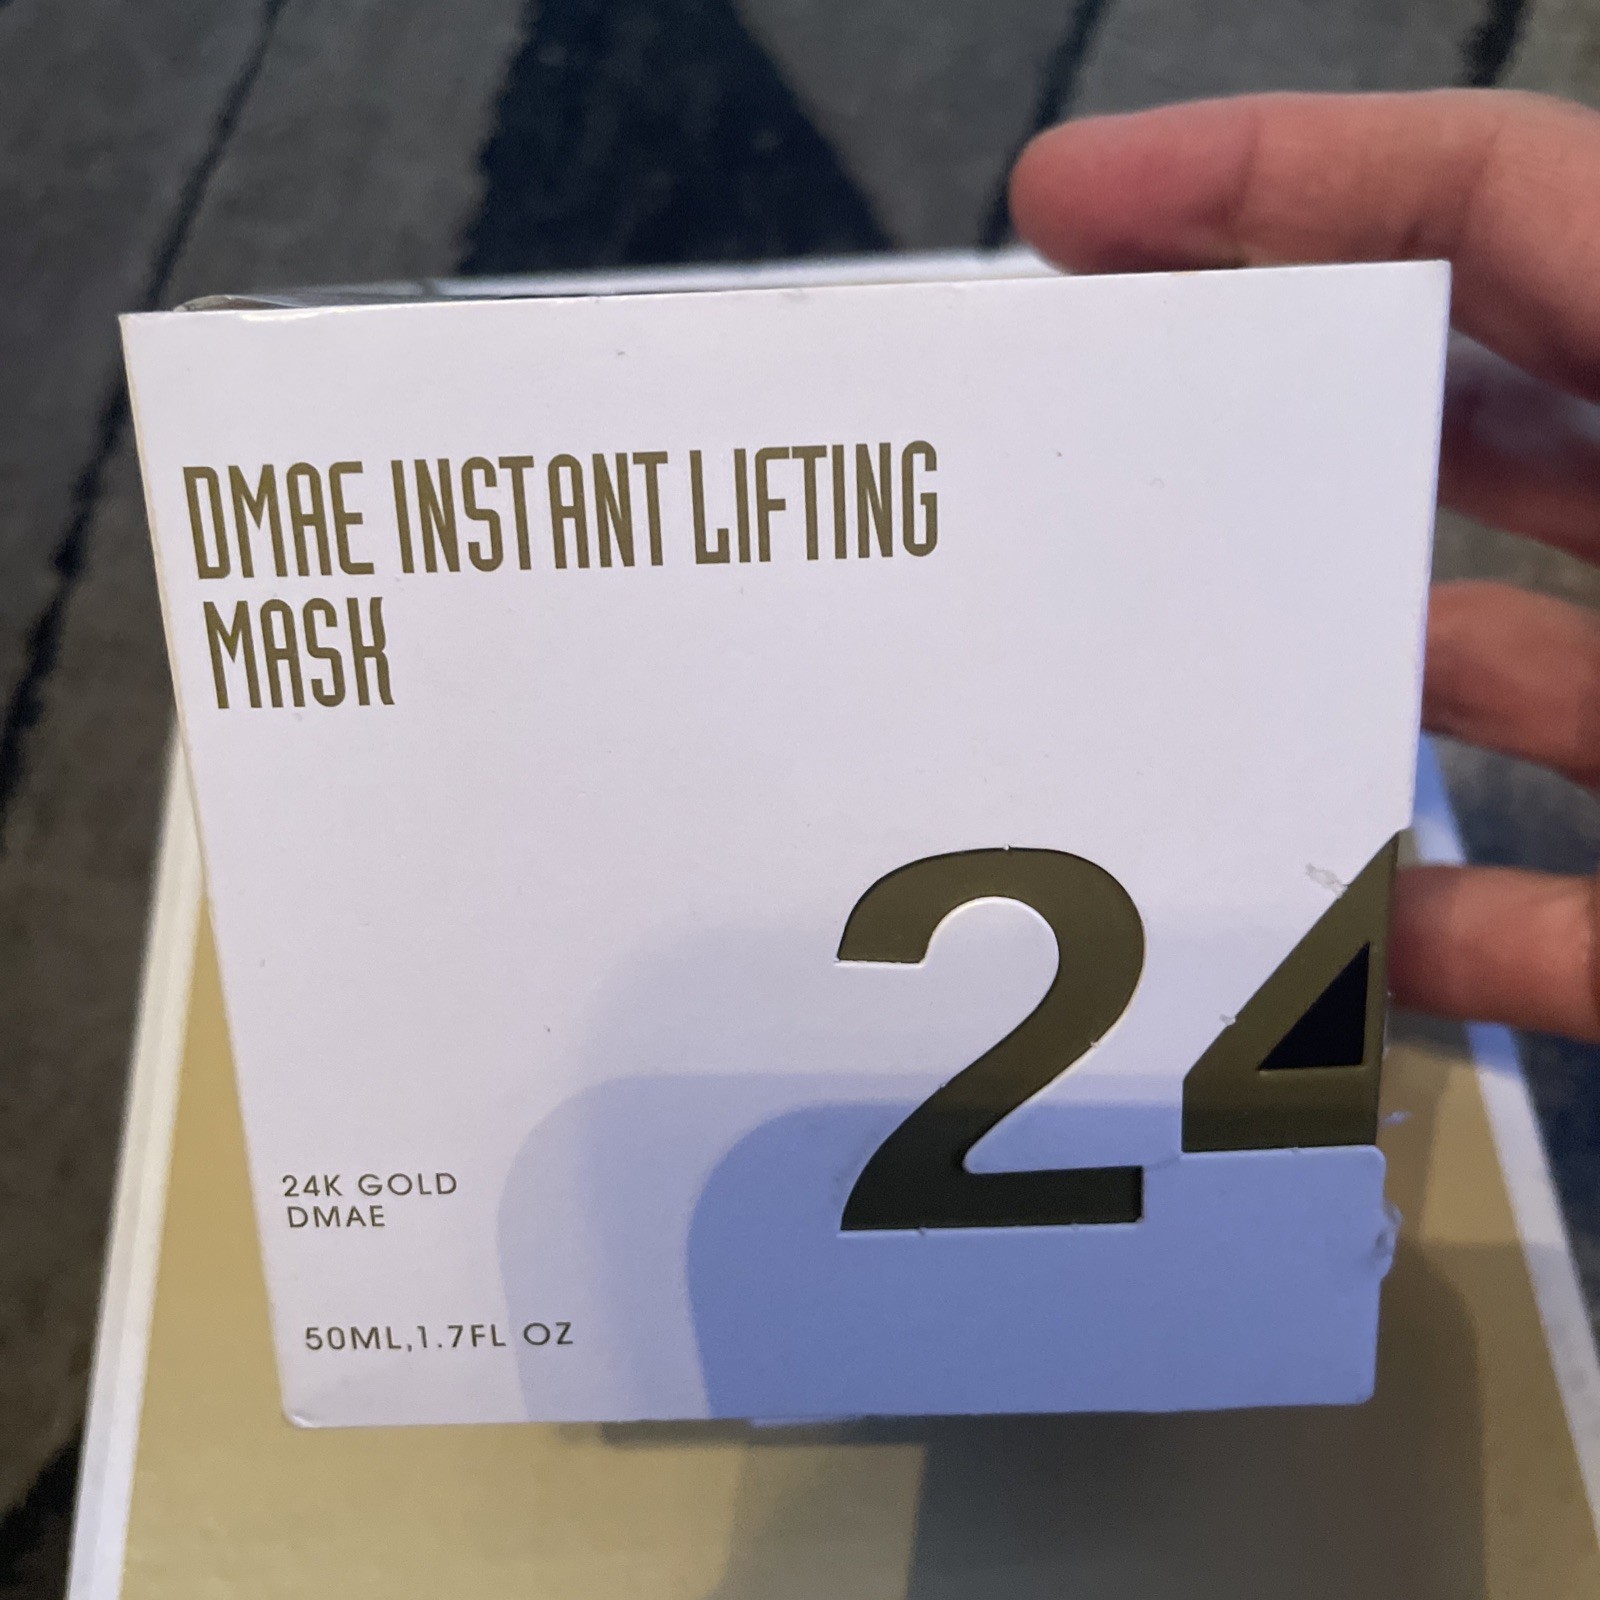 DMAE INSTANT LIFTING
MASK
24
24K GOLD
DMAE
50ML,1.7FL OZ